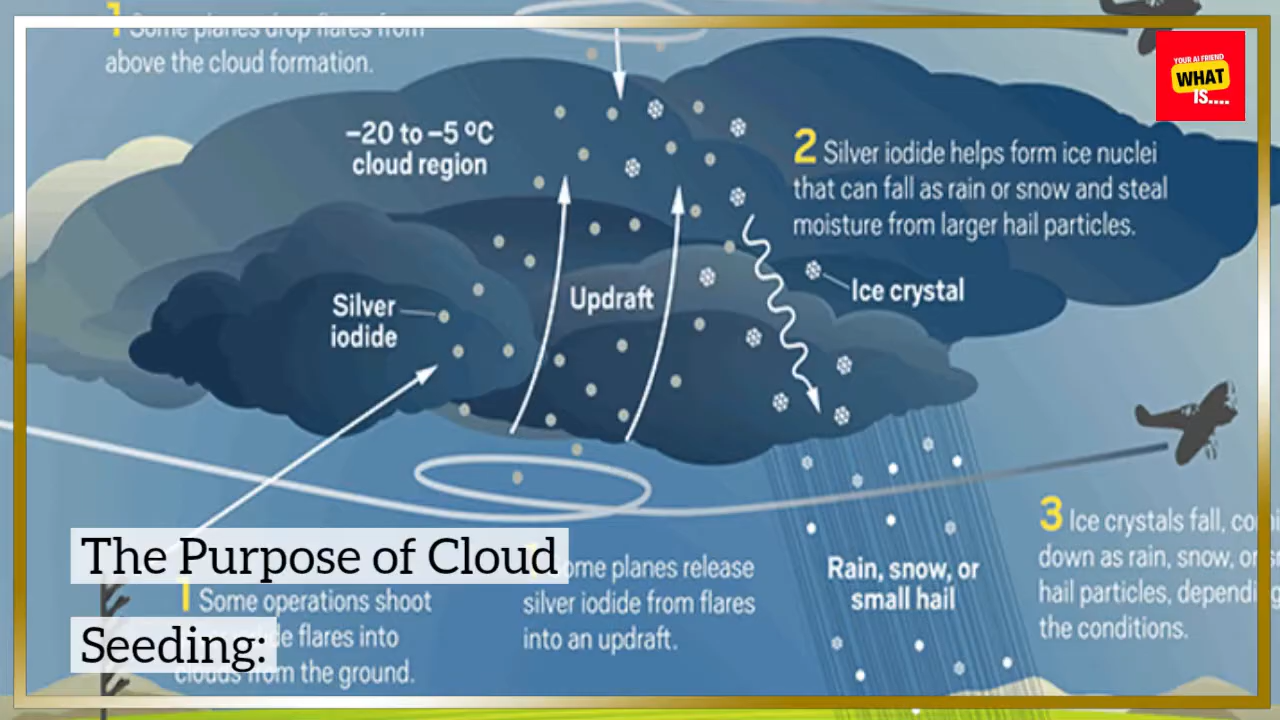 1 Some planes drop flares from
above the cloud formation.
YOUR AI FRIEND
WHAT
IS....
–20 to –5 ºC
cloud region
2 Silver iodide helps form ice nuclei
that can fall as rain or snow and steal
moisture from larger hail particles.
Silver
iodide
Updraft
Ice crystal
The Purpose of Cloud
Seeding:
1 Some operations shoot
flares into
clouds from the ground.
Some planes release
silver iodide from flares
into an updraft.
Rain, snow, or
small hail
3 Ice crystals fall,
down as rain, snow, or
hail particles,
the conditions.